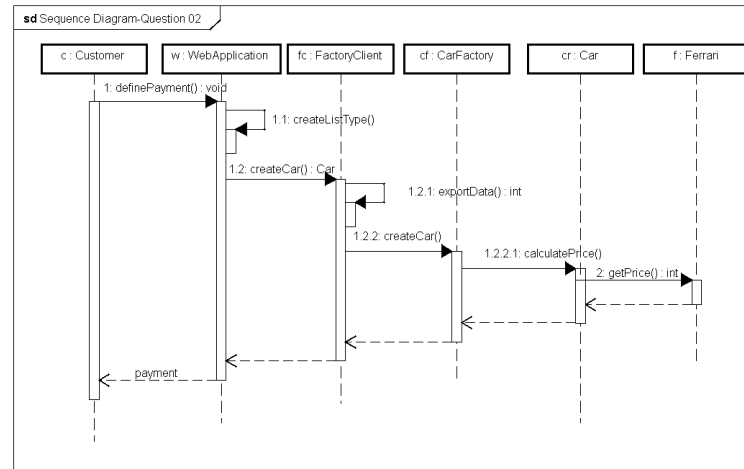 sd Sequence Diagram-Question 02
c : Customer
w : WebApplication
fc : FactoryClient
cf : CarFactory
cr : Car
f : Ferrari
1: definePayment() : void
1.1: createListType()
1.2: createCar() : Car
1.2.1: exportData() : int
1.2.2: createCar()
1.2.2.1: calculatePrice()
2: getPrice() : int
payment